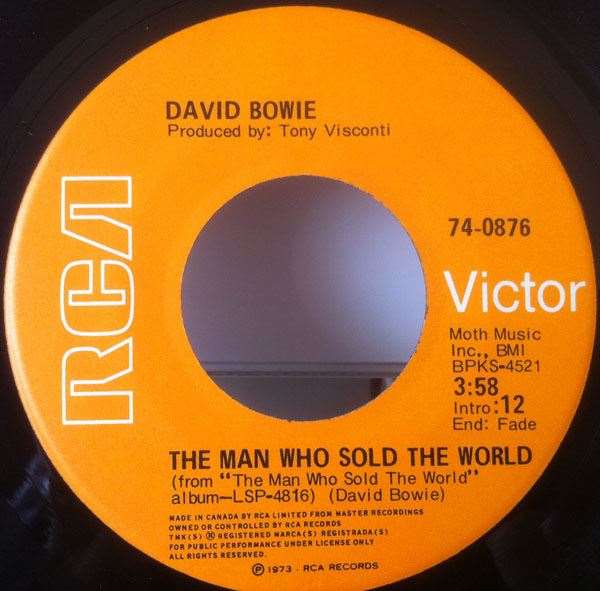 DAVID BOWIE
Produced by: Tony Visconti
RCA
74-0876
Victor
Moth Music
Inc., BMI
BPKS-4521
3:58
Intro:12
End: Fade
THE MAN WHO SOLD THE WORLD
(from "The Man Who Sold The World"
album—LSP-4816) (David Bowie)
MADE IN CANADA BY RCA LIMITED FROM MASTER RECORDINGS
OWNED OR CONTROLLED BY RCA RECORDS
TMK(S) ® REGISTERED MARCA(S) REGISTRADA(S)
FOR PUBLIC PERFORMANCE UNDER LICENSE ONLY
ALL RIGHTS RESERVED.
℗ 1973 - RCA RECORDS